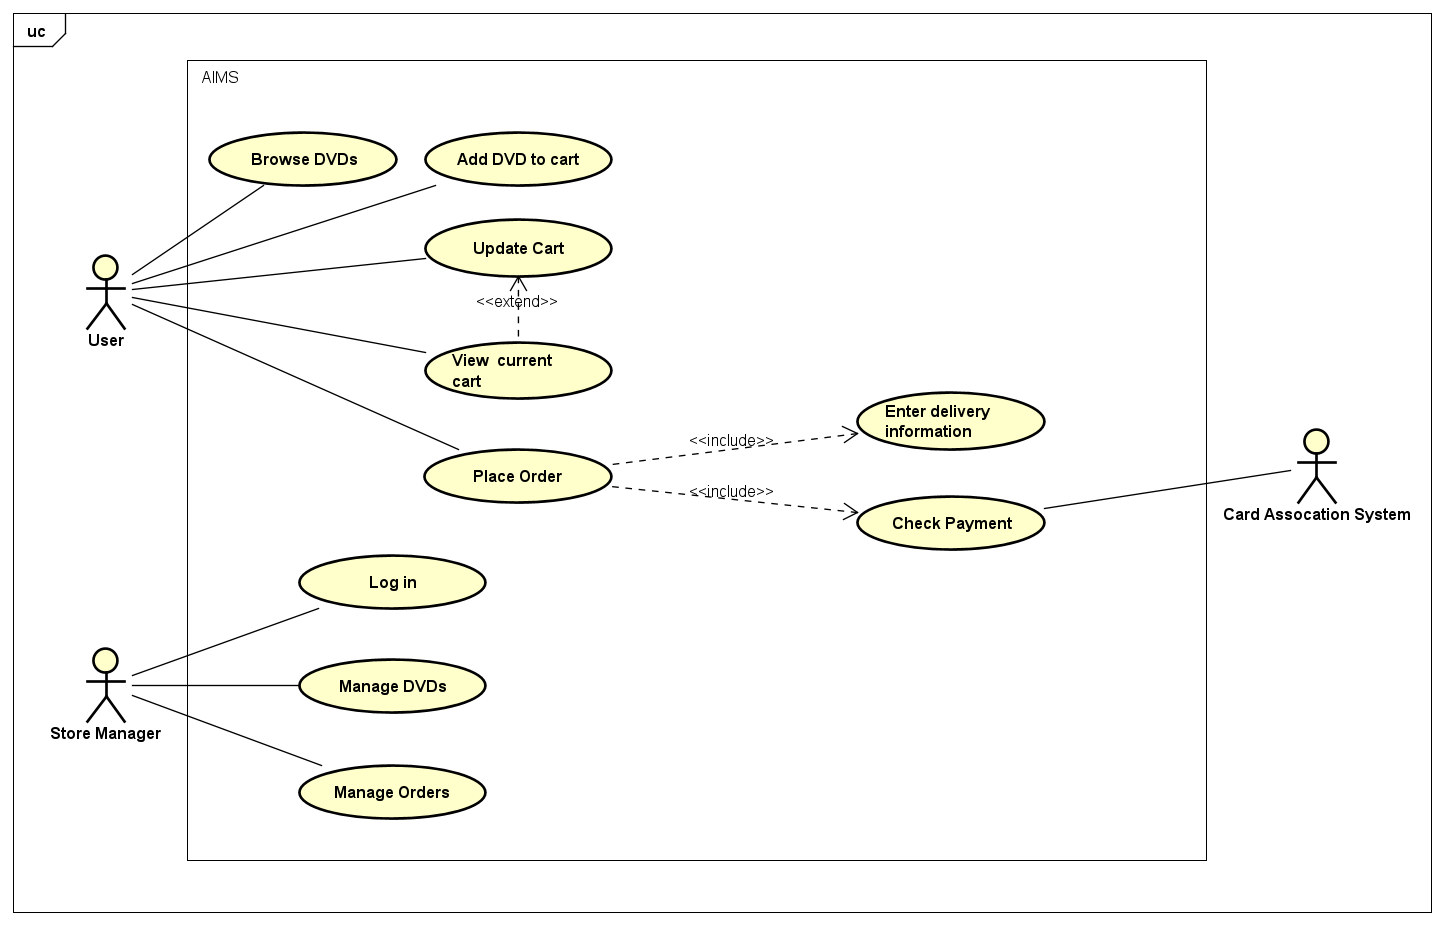 uc
AIMS
Browse DVDs
Add DVD to cart
Update Cart
<<extend>>
User
View  current
cart
Enter delivery
information
<<include>>
Place Order
<<include>>
Check Payment
Card Assocation System
Log in
Manage DVDs
Store Manager
Manage Orders